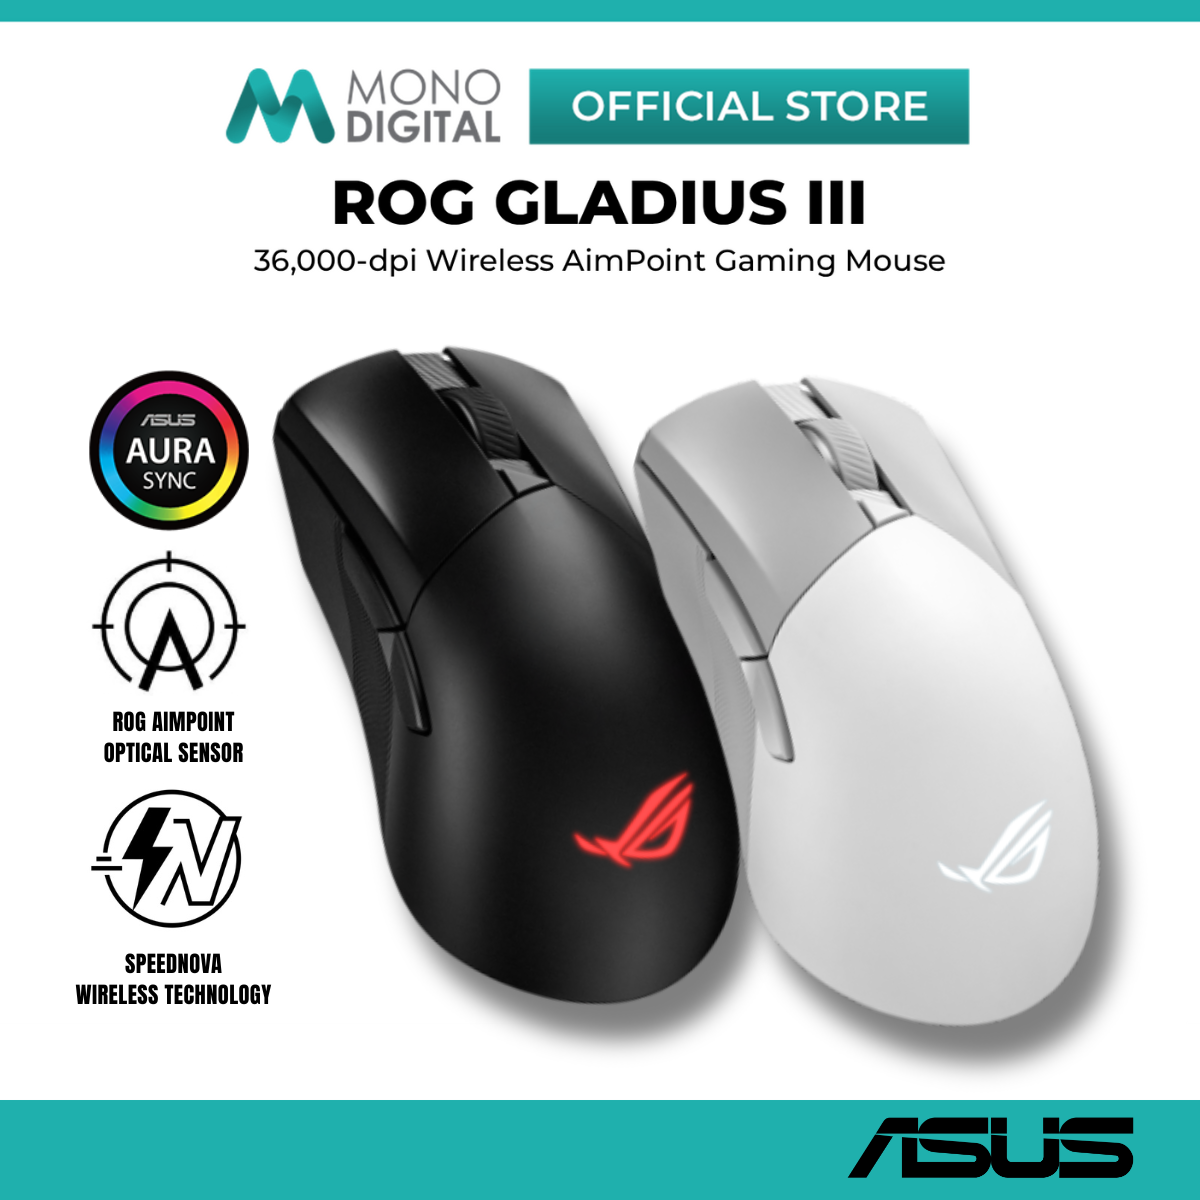 MONO
DIGITAL
OFFICIAL STORE
ROG GLADIUS III
36,000-dpi Wireless AimPoint Gaming Mouse
ASUS
AURA
SYNC
ROG AIMPOINT
OPTICAL SENSOR
SPEEDNOVA
WIRELESS TECHNOLOGY
ASUS